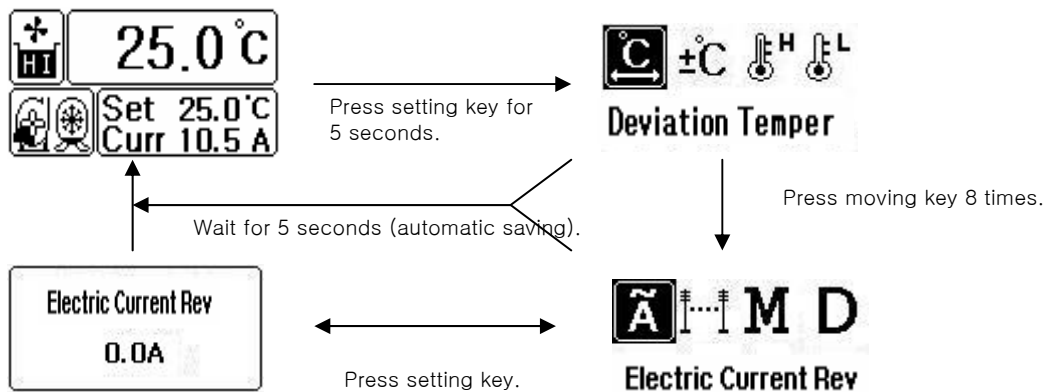 HI
25.0°C
Set 25.0°C
Curr 10.5 A
Press setting key for
5 seconds.
°C ±°C H L
Deviation Temper
Press moving key 8 times.
Wait for 5 seconds (automatic saving).
Electric Current Rev
0.0A
Press setting key.
Ã M D
Electric Current Rev